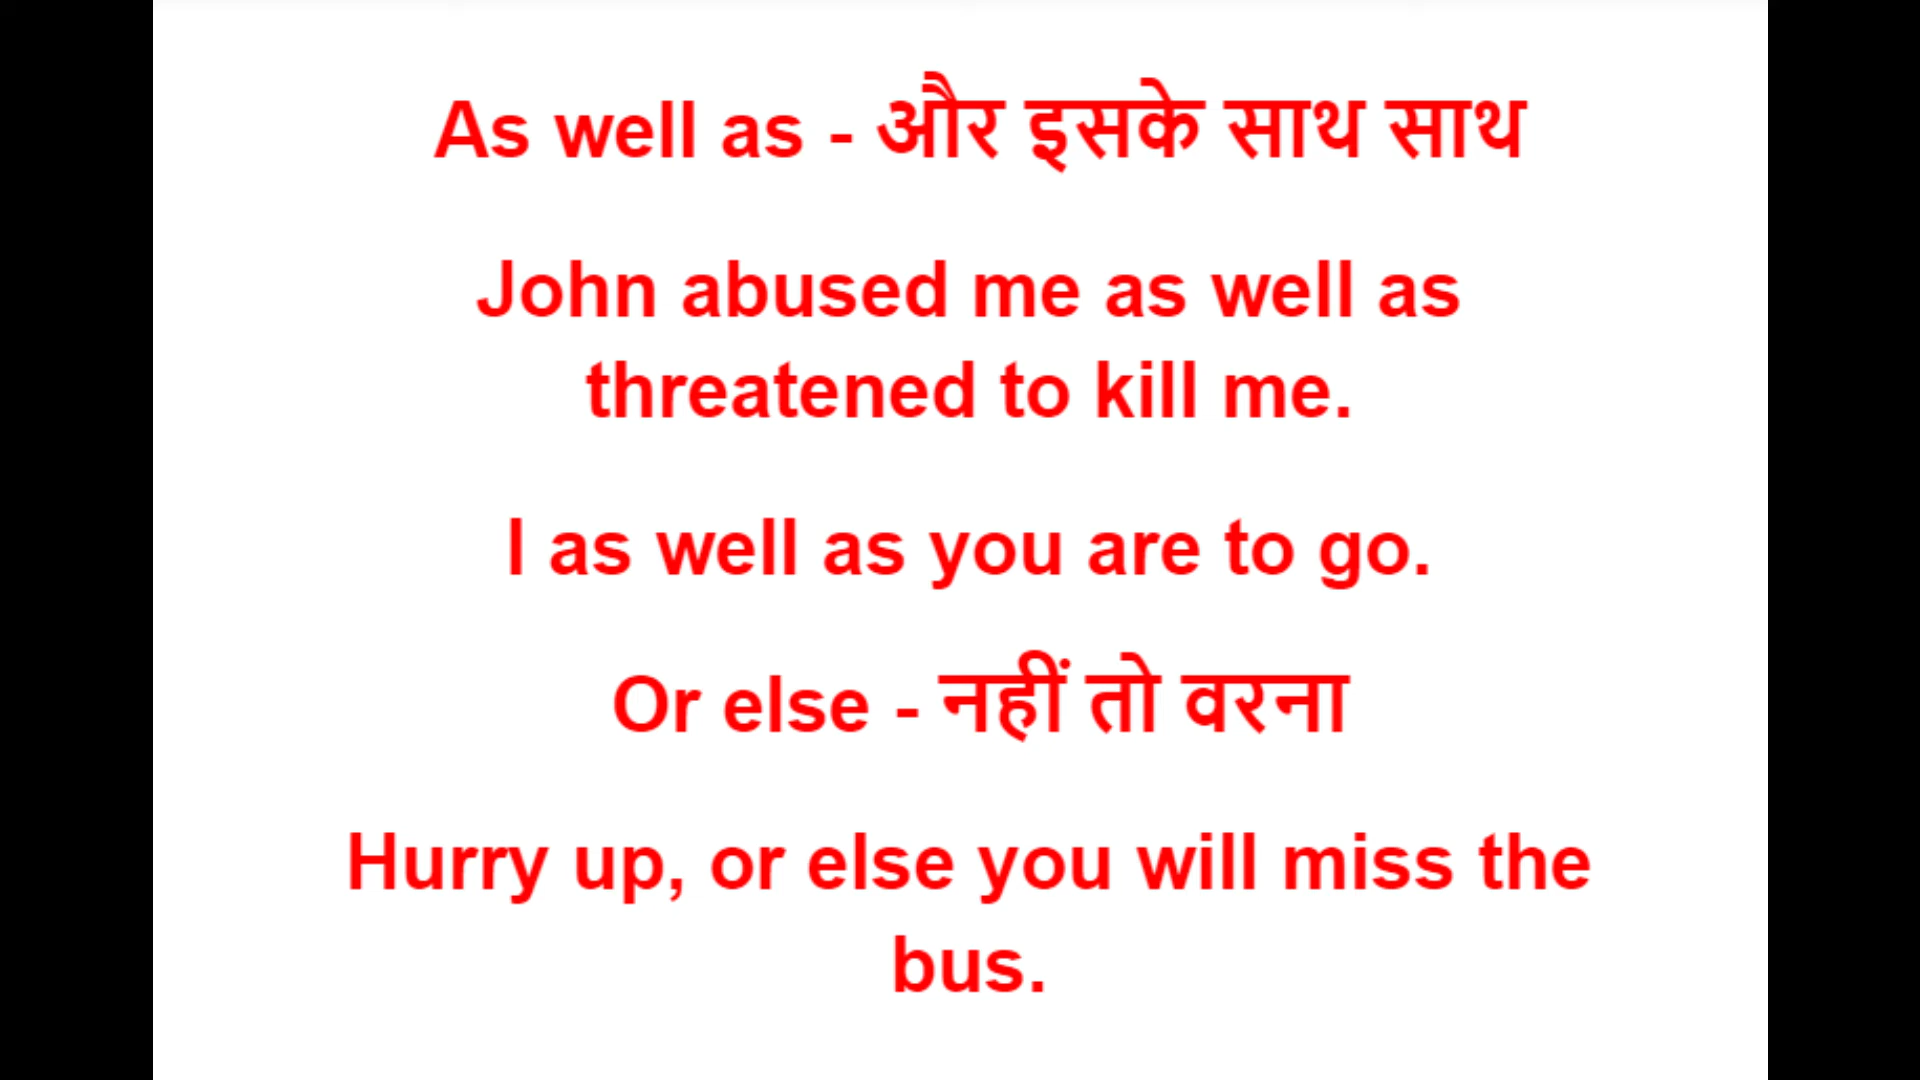 As well as - और इसके साथ साथ
John abused me as well as
threatened to kill me.
I as well as you are to go.
Or else - नहीं तो वरना
Hurry up, or else you will miss the
bus.